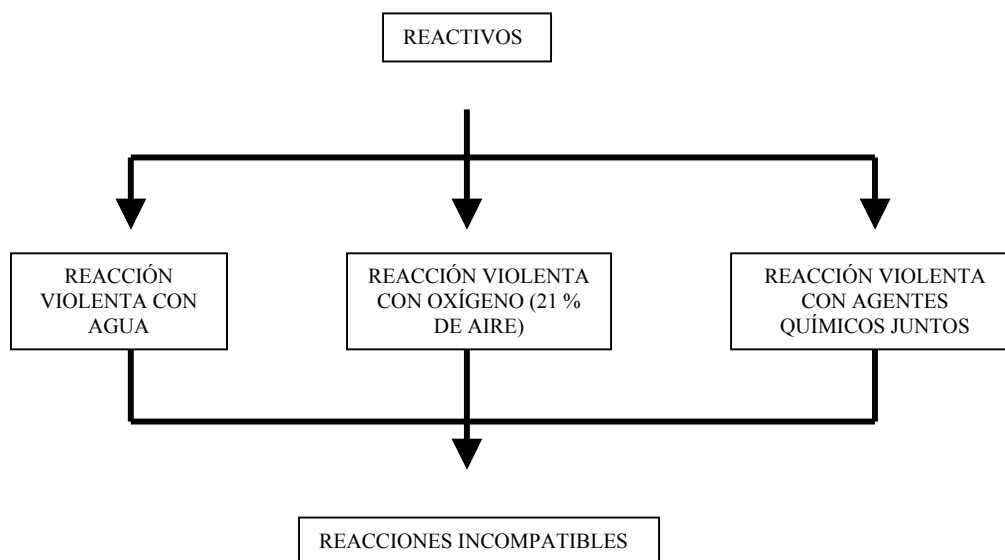 REACTIVOS
REACCIÓN
VIOLENTA CON
AGUA
REACCIÓN VIOLENTA
CON OXÍGENO (21 %
DE AIRE)
REACCIÓN VIOLENTA
CON AGENTES
QUÍMICOS JUNTOS
REACCIONES INCOMPATIBLES